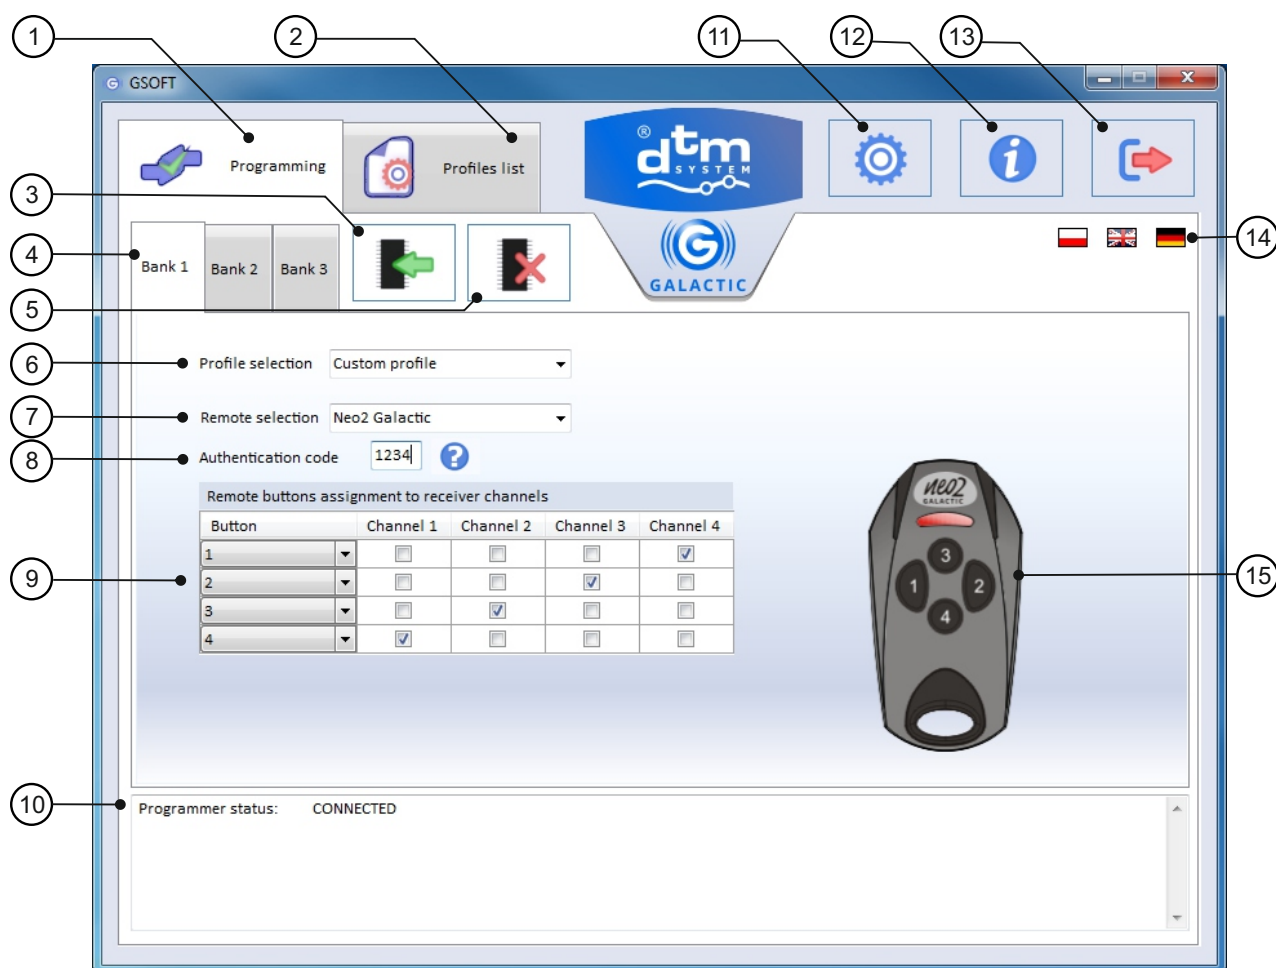 1
2
11
12
13
GSOFT
Programming
Profiles list
® dtm
SYSTEM
3
4
Bank 1
Bank 2
Bank 3
G
GALACTIC
14
5
6
Profile selection Custom profile
7
Remote selection Neo2 Galactic
8
Authentication code 1234 ?
Remote buttons assignment to receiver channels
Button Channel 1 Channel 2 Channel 3 Channel 4
1
9
2
3
4
neo2
GALACTIC
3
1 2
4
15
10
Programmer status: CONNECTED